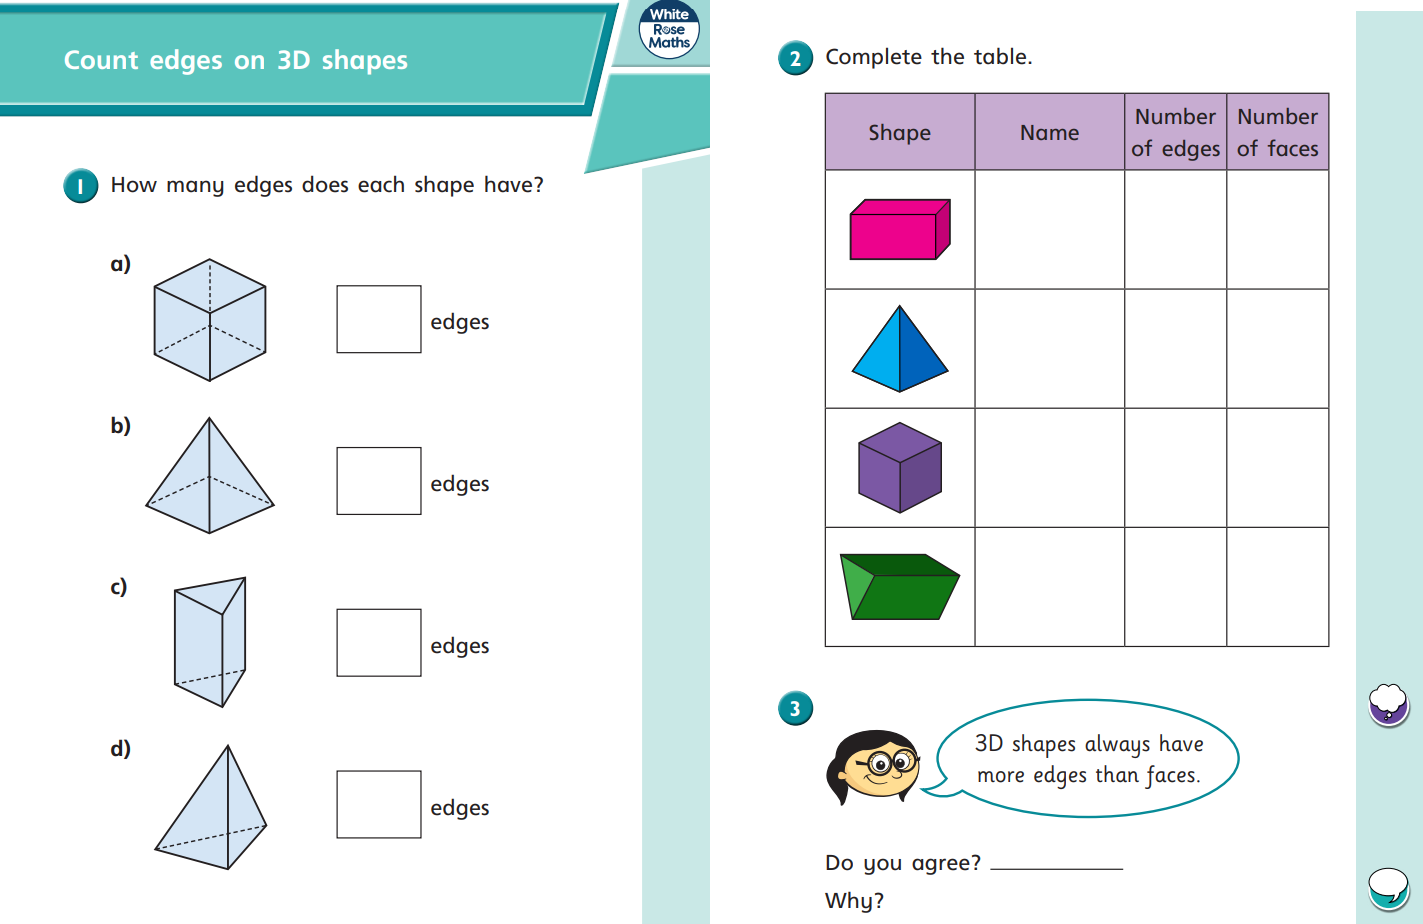 Count edges on 3D shapes
White
Rose
Maths
1 How many edges does each shape have?
a)
edges
b)
edges
c)
edges
d)
edges
2 Complete the table.
Shape Name Number of edges Number of faces
3
3D shapes always have
more edges than faces.
Do you agree?
Why?